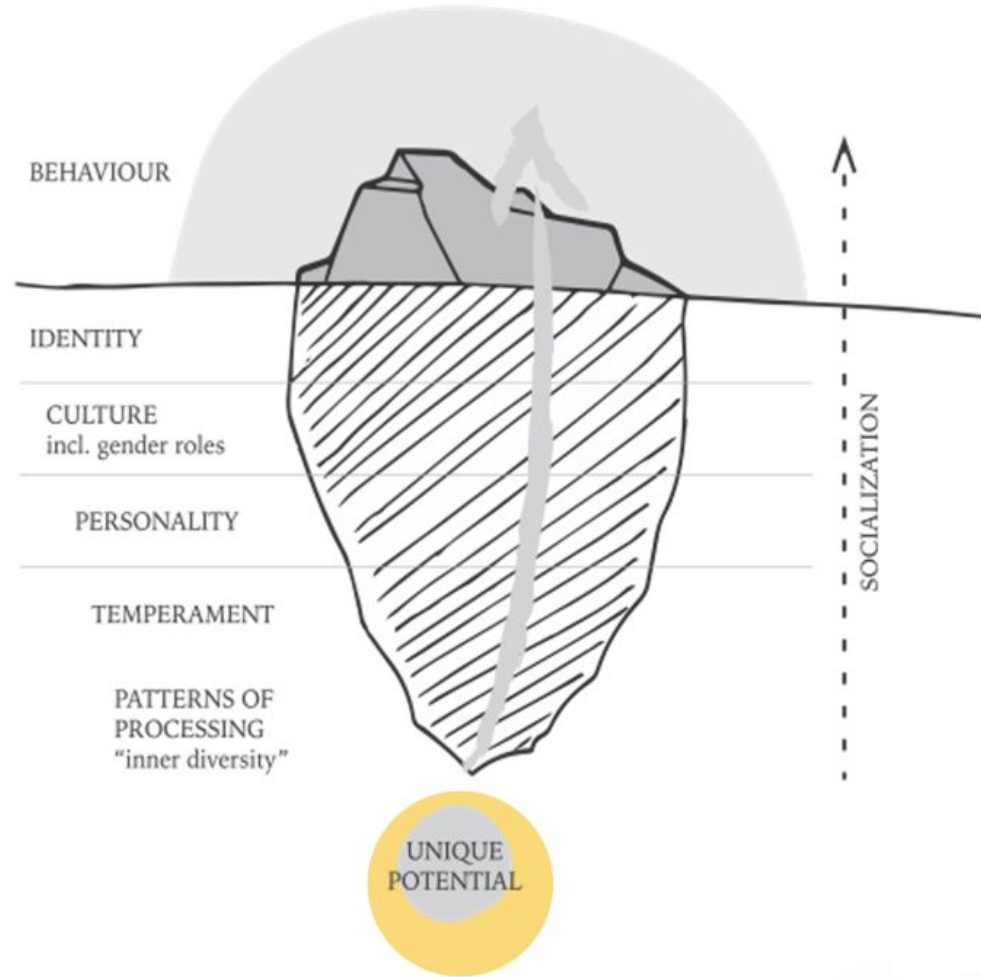 BEHAVIOUR
IDENTITY
CULTURE
incl. gender roles
PERSONALITY
TEMPERAMENT
PATTERNS OF
PROCESSING
“inner diversity”
SOCIALIZATION
UNIQUE
POTENTIAL